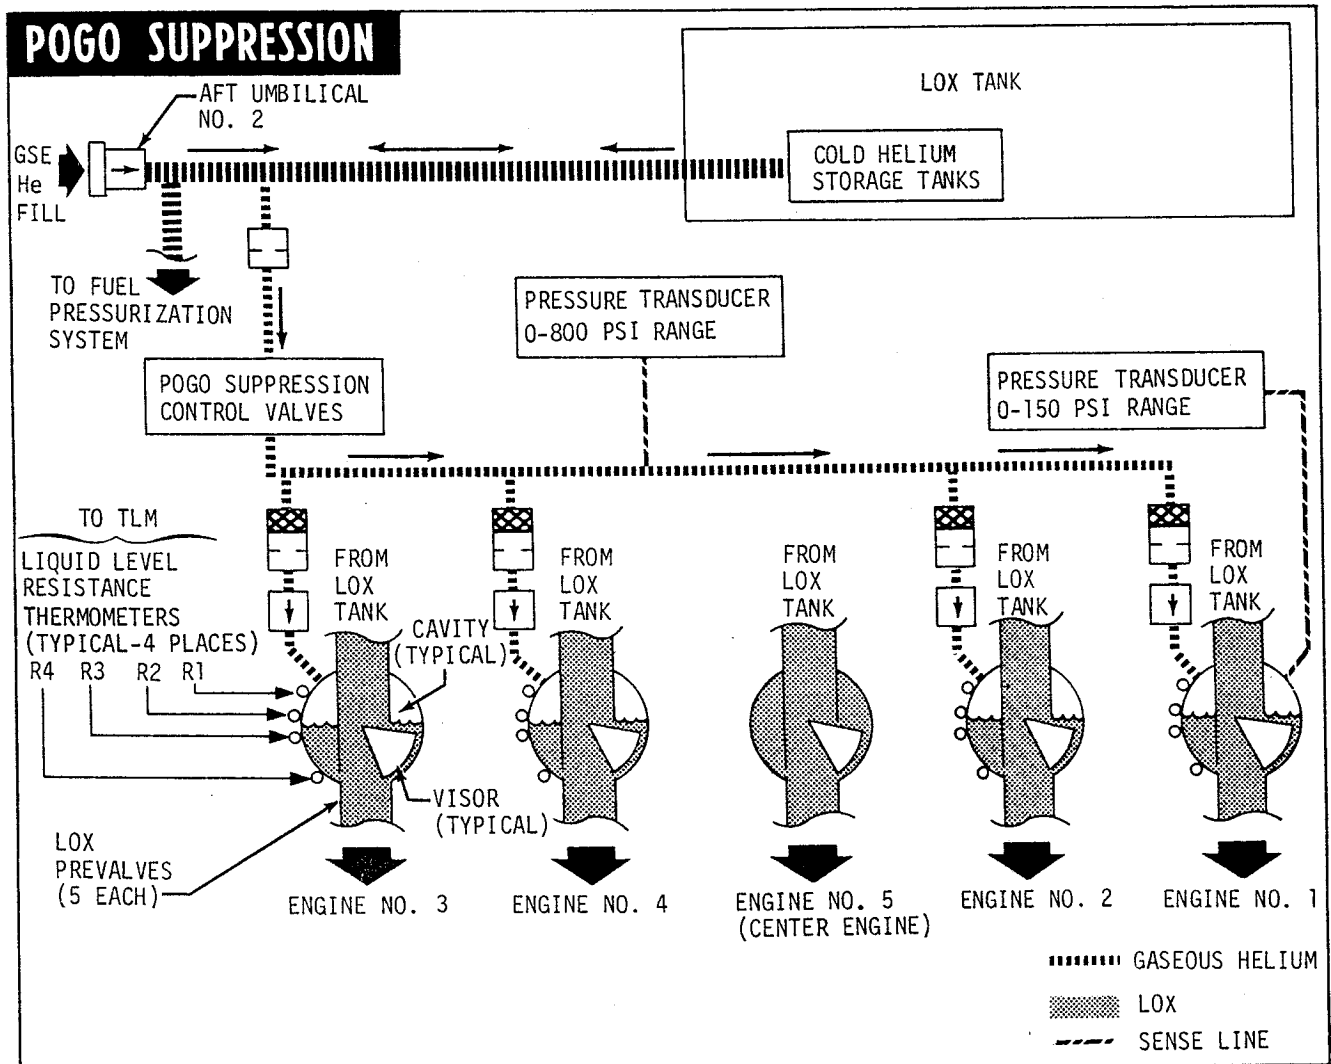 POGO SUPPRESSION
AFT UMBILICAL
NO. 2
LOX TANK
GSE
He
FILL
COLD HELIUM
STORAGE TANKS
TO FUEL
PRESSURIZATION
SYSTEM
PRESSURE TRANSDUCER
0-800 PSI RANGE
POGO SUPPRESSION
CONTROL VALVES
PRESSURE TRANSDUCER
0-150 PSI RANGE
TO TLM
LIQUID LEVEL
RESISTANCE
THERMOMETERS
(TYPICAL-4 PLACES)
R4 R3 R2 R1
FROM
LOX
TANK
FROM
LOX
TANK
FROM
LOX
TANK
FROM
LOX
TANK
FROM
LOX
TANK
CAVITY
(TYPICAL)
VISOR
(TYPICAL)
LOX
PREVALVES
(5 EACH)
ENGINE NO. 3
ENGINE NO. 4
ENGINE NO. 5
(CENTER ENGINE)
ENGINE NO. 2
ENGINE NO. 1
GASEOUS HELIUM
LOX
SENSE LINE